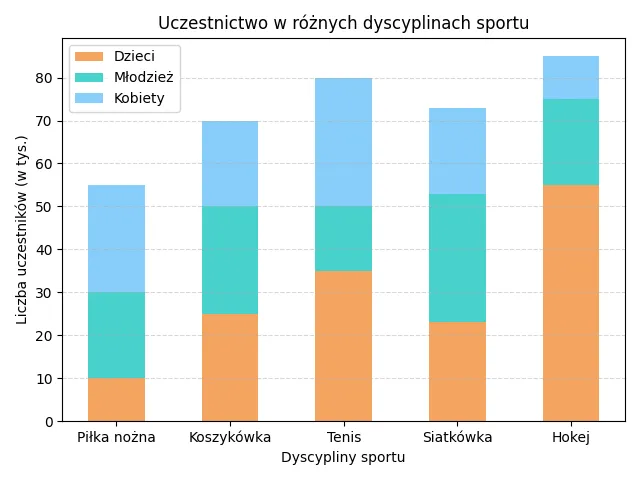 Uczestnictwo w różnych dyscyplinach sportu
Dzieci
Młodzież
Kobiety
Liczba uczestników (w tys.)
80
70
60
50
40
30
20
10
0
Piłka nożna
Koszykówka
Tenis
Siatkówka
Hokej
Dyscypliny sportu